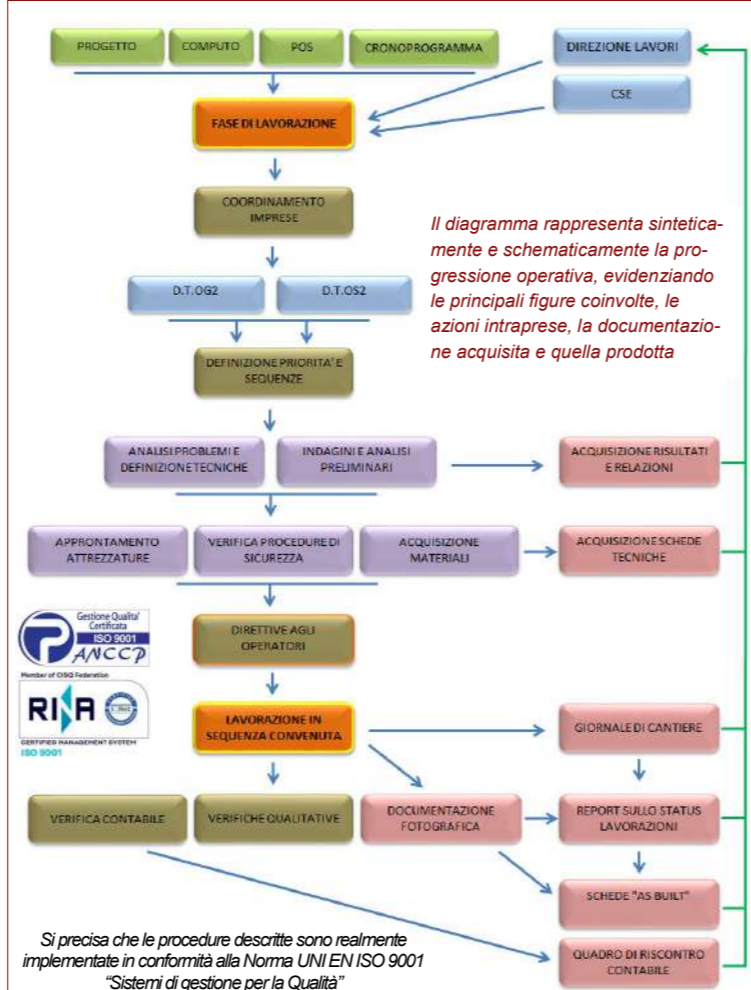 PROGETTO
COMPUTO
POS
CRONOPROGRAMMA
DIREZIONE LAVORI
CSE
FASE DI LAVORAZIONE
COORDINAMENTO
IMPRESE
Il diagramma rappresenta sintetica-
mente e schematicamente la pro-
gressione operativa, evidenziando
le principali figure coinvolte, le
azioni intraprese, la documentazio-
ne acquisita e quella prodotta
D.T.OG2
D.T.OS2
DEFINIZIONE PRIORITA' E
SEQUENZE
ANALISI PROBLEMI E
DEFINIZIONE TECNICHE
INDAGINI E ANALISI
PRELIMINARI
ACQUISIZIONE RISULTATI
E RELAZIONI
APPRONTAMENTO
ATTREZZATURE
VERIFICA PROCEDURE DI
SICUREZZA
ACQUISIZIONE
MATERIALI
ACQUISIZIONE SCHEDE
TECNICHE
Gestione Qualita'
Certificata
ISO 9001
ANCCP
Member of CISQ Federation
RINA
CERTIFIED MANAGEMENT SYSTEM
ISO 9001
DIRETTIVE AGLI
OPERATORI
LAVORAZIONE IN
SEQUENZA CONVENUTA
GIORNALE DI CANTIERE
VERIFICA CONTABILE
VERIFICHE QUALITATIVE
DOCUMENTAZIONE
FOTOGRAFICA
REPORT SULLO STATUS
LAVORAZIONI
SCHEDE "AS BUILT"
QUADRO DI RISCONTRO
CONTABILE
Si precisa che le procedure descritte sono realmente
implementate in conformità alla Norma UNI EN ISO 9001
“Sistemi di gestione per la Qualità”